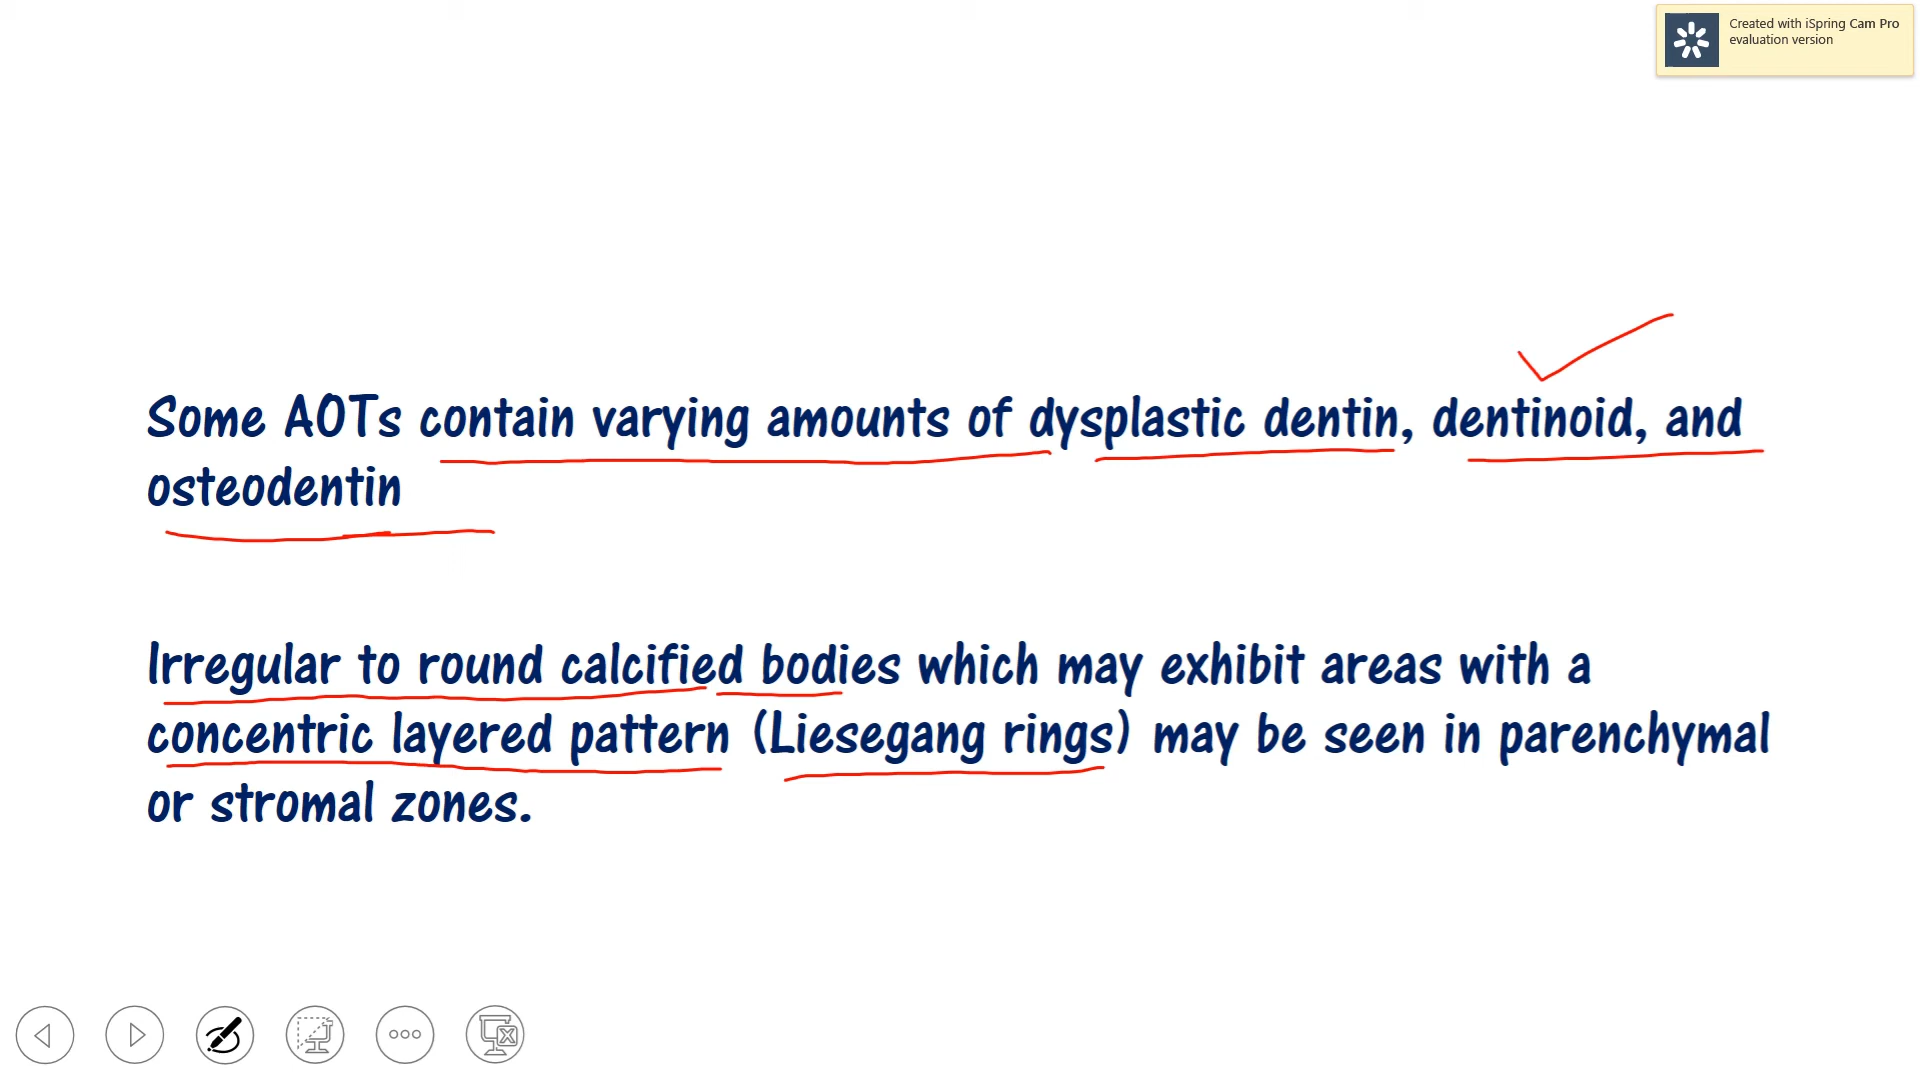 Created with iSpring Cam Pro
evaluation version
Some AOTs contain varying amounts of dysplastic dentin, dentinoid, and
osteodentin
Irregular to round calcified bodies which may exhibit areas with a
concentric layered pattern (Liesegang rings) may be seen in parenchymal
or stromal zones.